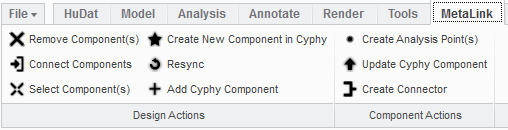 File HuDat Model Analysis Annotate Render Tools MetaLink
Remove Component(s) Create New Component in Cyphy Create Analysis Point(s)
Connect Components Resync Update Cyphy Component
Select Component(s) Add Cyphy Component Create Connector
Design Actions Component Actions